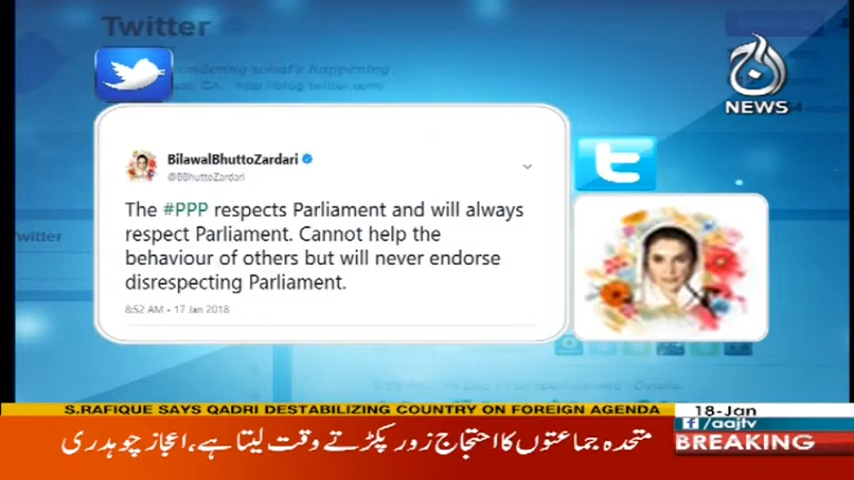 Twitter
آج
NEWS
BilawalBhuttoZardari
@BBhuttoZardari
The #PPP respects Parliament and will always
respect Parliament. Cannot help the
behaviour of others but will never endorse
disrespecting Parliament.
8:52 AM - 17 Jan 2018
t
witter
S.RAFIQUE SAYS QADRI DESTABILIZING COUNTRY ON FOREIGN AGENDA
18-Jan
f/aajtv
BREAKING
متحدہ جماعتوں کا احتجاج زور پکڑتے وقت لیتا ہے، اعجاز چوہدری